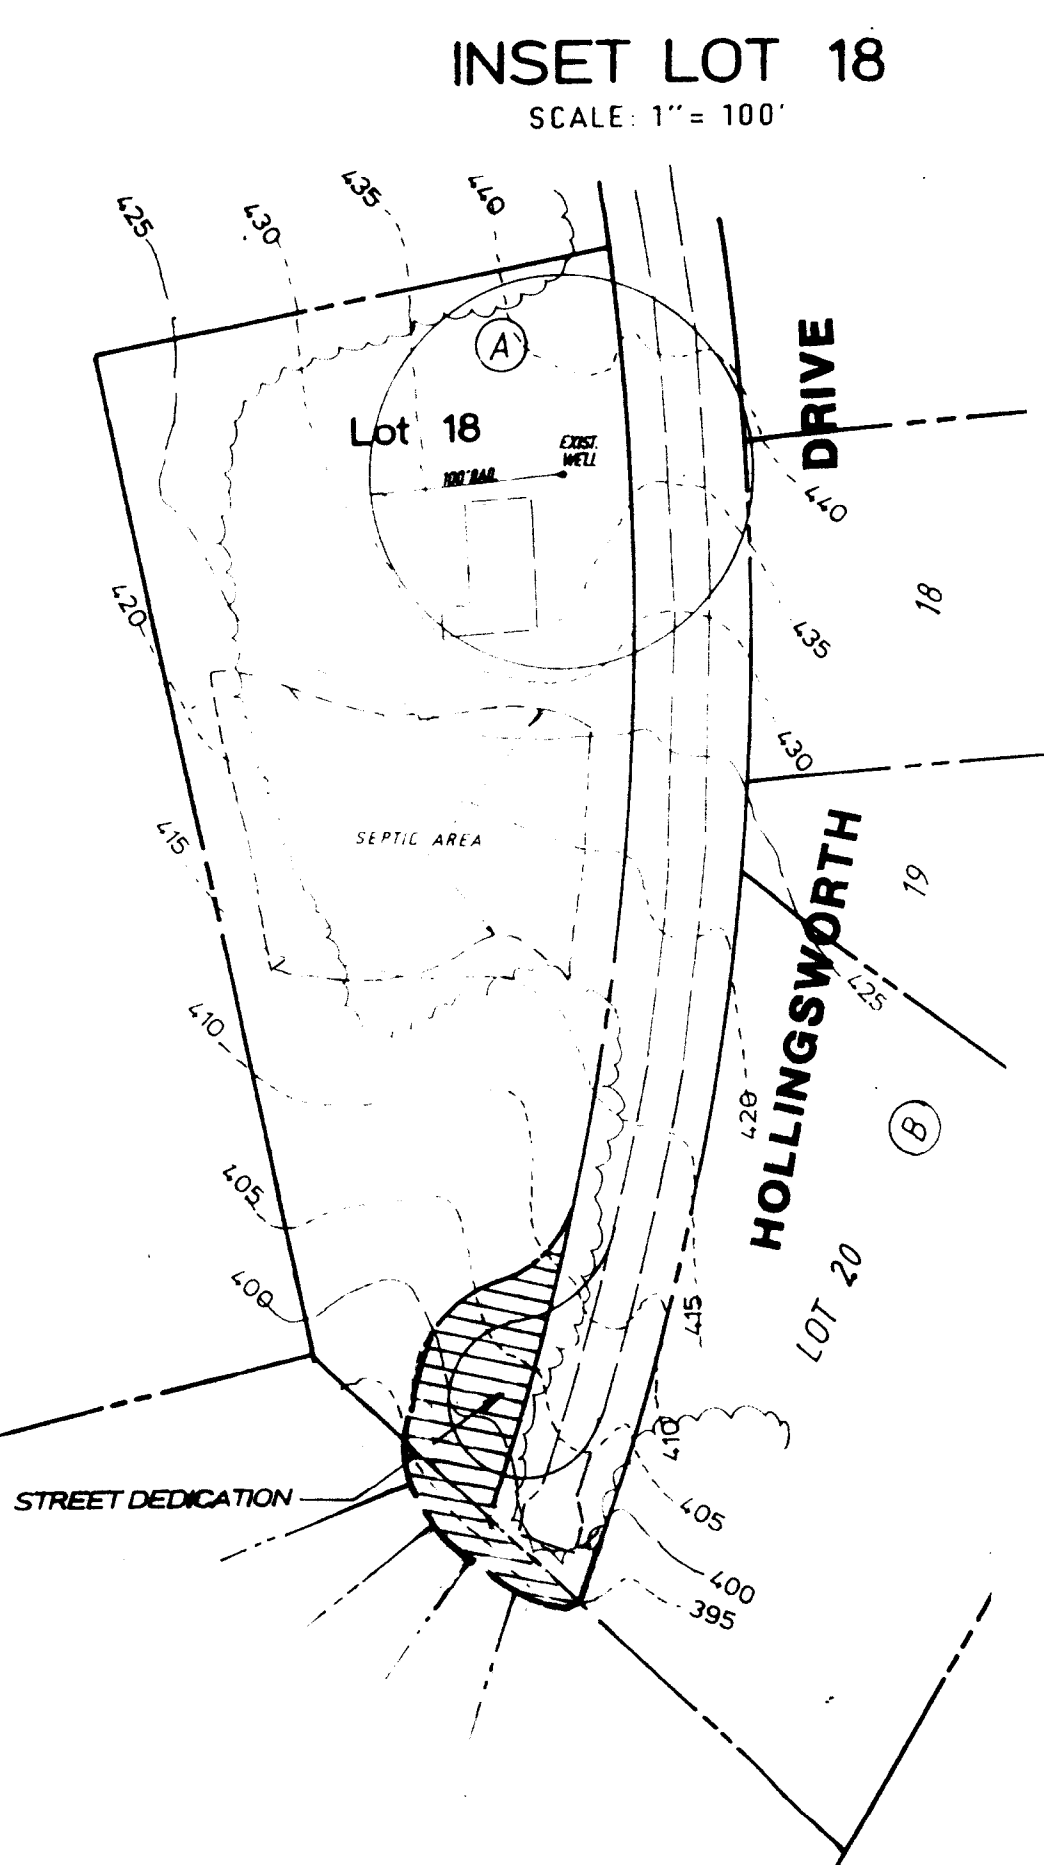 INSET LOT 18
SCALE: 1"= 100'
425
430
435
440
A
DRIVE
Lot 18
EXIST.
WELL
100' RAD.
440
18
420
435
430
415
SEPTIC AREA
19
HOLLINGSWORTH
425
410
420
B
405
LOT 20
400
415
410
STREET DEDICATION
405
400
395